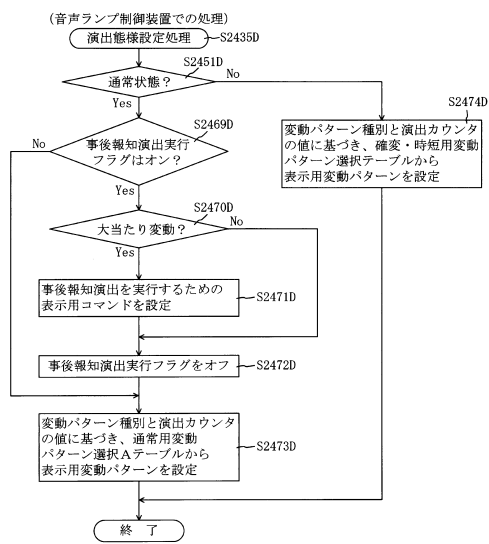 (音声ランプ制御装置での処理)
演出態様設定処理
S2435D
S2451D
通常状態?
No
Yes
S2474D
変動パターン種別と演出カウンタ
の値に基づき、確変・時短用変動
パターン選択テーブルから
表示用変動パターンを設定
S2469D
No
事後報知演出実行
フラグはオン?
Yes
S2470D
No
大当たり変動?
Yes
事後報知演出を実行するための
表示用コマンドを設定
S2471D
事後報知演出実行フラグをオフ
S2472D
変動パターン種別と演出カウンタ
の値に基づき、通常用変動
パターン選択Aテーブルから
表示用変動パターンを設定
S2473D
終 了